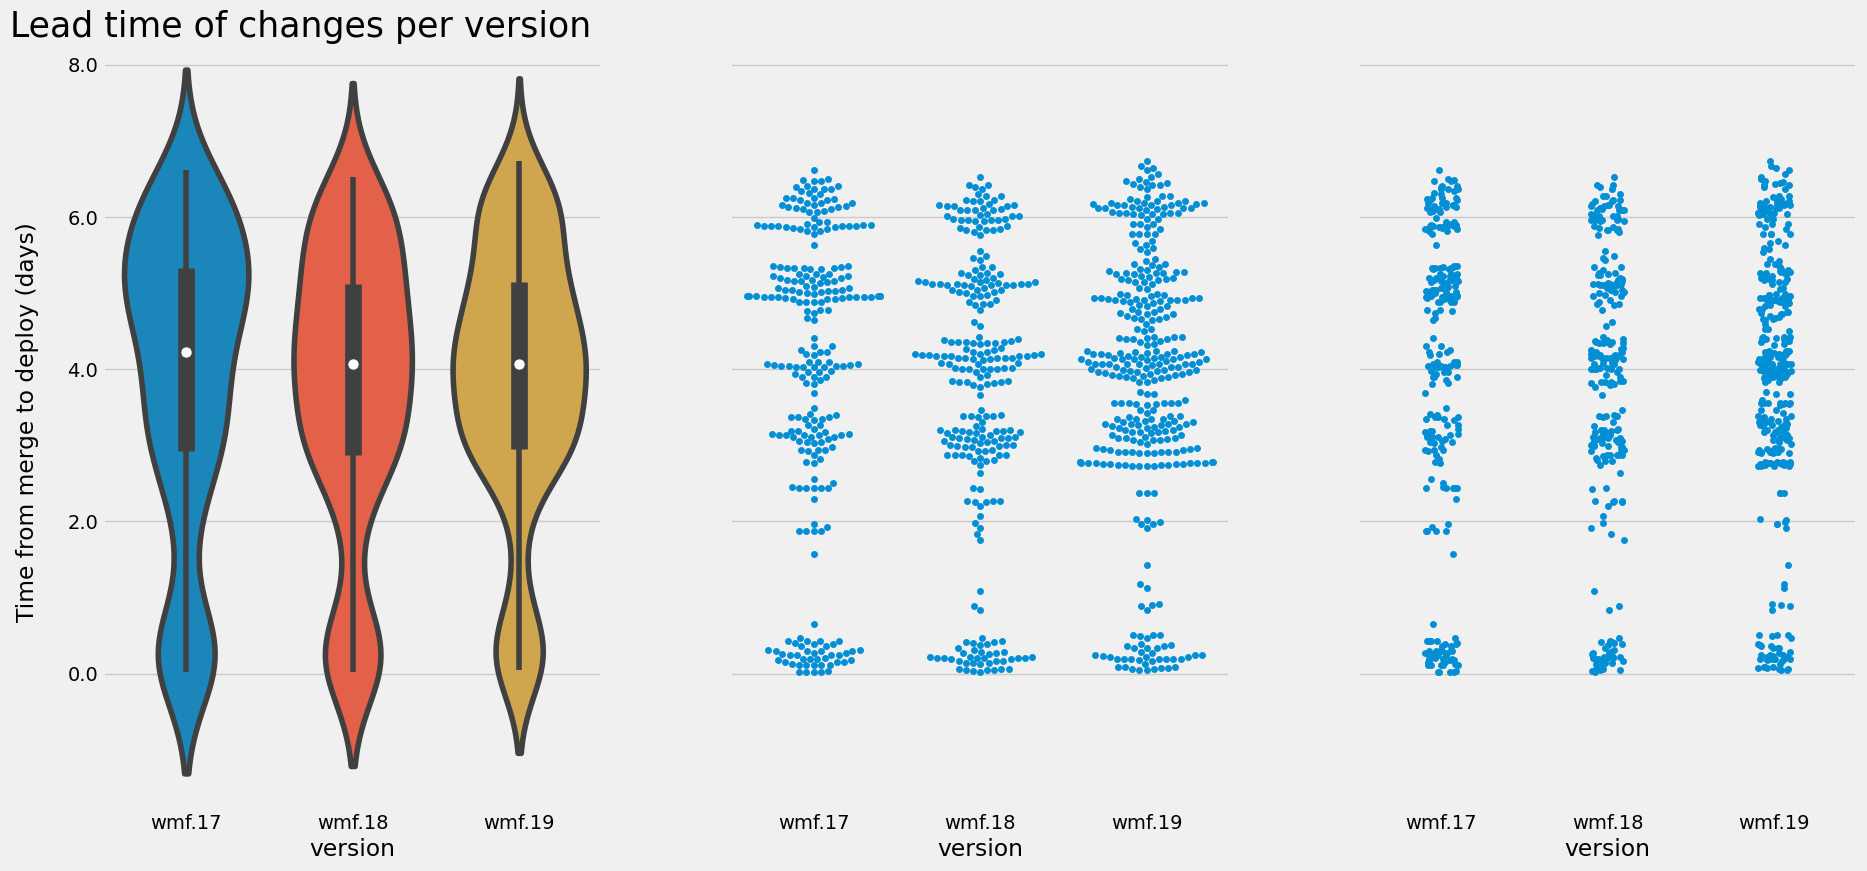 Lead time of changes per version
Time from merge to deploy (days)
8.0
6.0
4.0
2.0
0.0
wmf.17 wmf.18 wmf.19
version
wmf.17 wmf.18 wmf.19
version
wmf.17 wmf.18 wmf.19
version